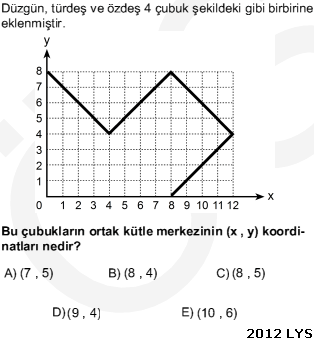 Düzgün, türdeş ve özdeş 4 çubuk şekildeki gibi birbirine
eklenmiştir.
y
8
7
6
5
4
3
2
1
0 1 2 3 4 5 6 7 8 9 10 11 12 x
Bu çubukların ortak kütle merkezinin (x , y) koordi-
natları nedir?
A) (7 , 5) B) (8 , 4) C) (8 , 5)
D) (9 , 4) E) (10 , 6)
2012 LYS